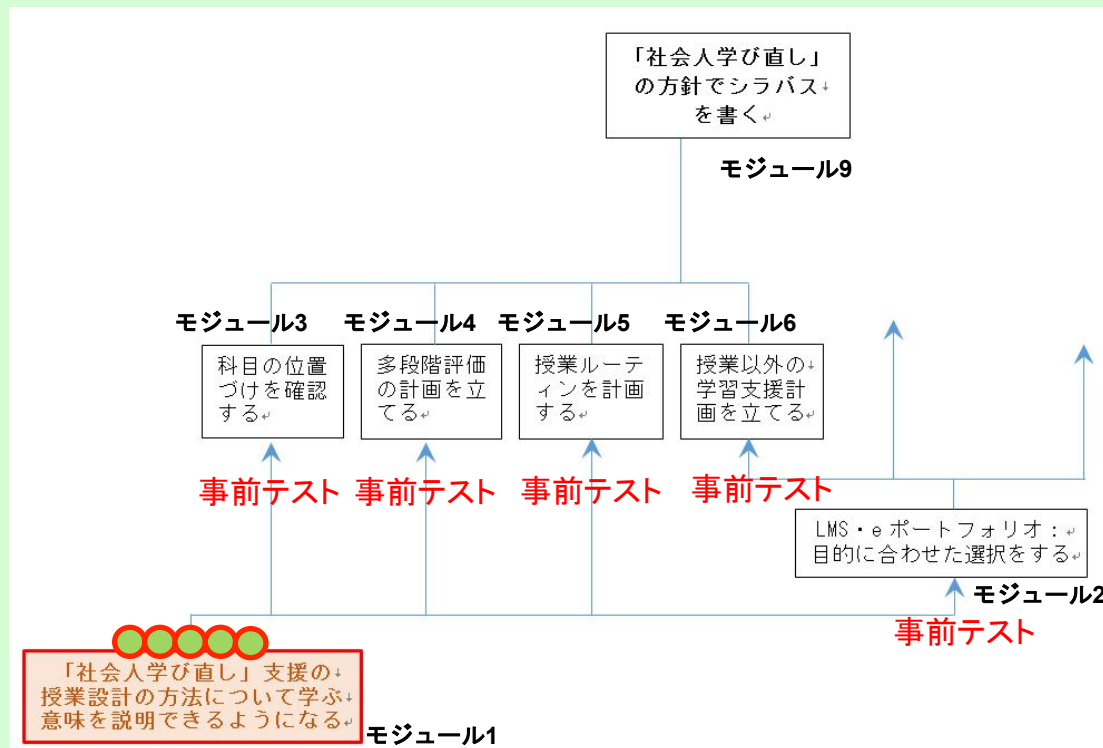 「社会人学び直し」
の方針でシラバス
を書く
モジュール9
モジュール3
モジュール4
モジュール5
モジュール6
科目の位置
づけを確認
する
多段階評価
の計画を立
てる
授業ルーテ
ィンを計画
する
授業以外の
学習支援計
画を立てる
事前テスト
事前テスト
事前テスト
事前テスト
LMS・eポートフォリオ：
目的に合わせた選択をする
モジュール2
事前テスト
「社会人学び直し」支援の
授業設計の方法について学ぶ
意味を説明できるようになる
モジュール1